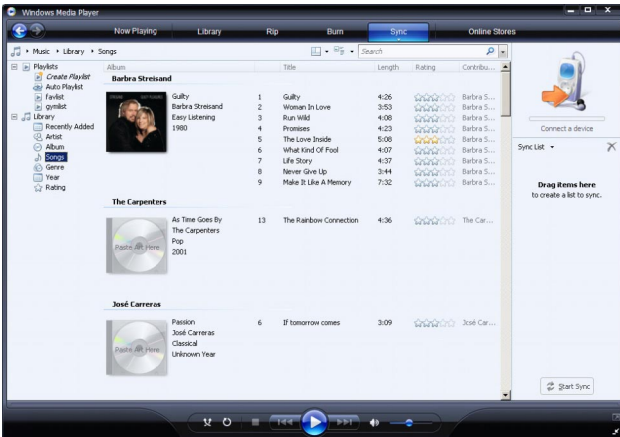 Windows Media Player
Now Playing Library Rip Burn Sync Online Stores
Music Library Songs Search
Playlists
Create Playlist
Auto Playlist
favlist
gymlist
Library
Recently Added
Artist
Album
Songs
Genre
Year
Rating
Album Title Length Rating Contribu...
Barbra Streisand
Guilty
Barbra Streisand
Easy Listening
1980
1 Guilty 4:26 Barbra S...
2 Woman In Love 3:53 Barbra S...
3 Run Wild 4:08 Barbra S...
4 Promises 4:23 Barbra S...
5 The Love Inside 5:08 Barbra S...
6 What Kind Of Fool 4:07 Barbra S...
7 Life Story 4:37 Barbra S...
8 Never Give Up 3:44 Barbra S...
9 Make It Like A Memory 7:32 Barbra S...
The Carpenters
Paste Art Here
As Time Goes By
The Carpenters
Pop
2001
13 The Rainbow Connection 4:36 The Car...
José Carreras
Paste Art Here
Passion
José Carreras
Classical
Unknown Year
6 If tomorrow comes 3:09 José Car...
Connect a device
Sync List
Drag items here
to create a list to sync.
Start Sync